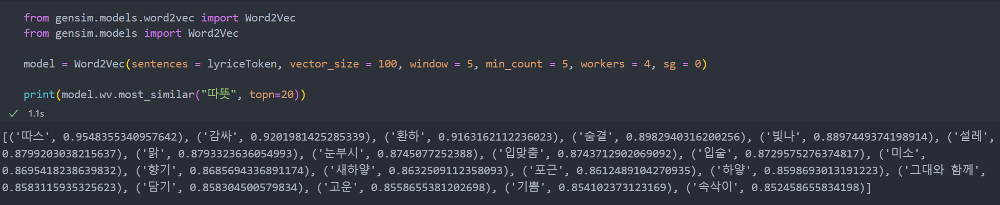 from gensim.models.word2vec import Word2Vec
from gensim.models import Word2Vec
model = Word2Vec(sentences = lyriceToken, vector_size = 100, window = 5, min_count = 5, workers = 4, sg = 0)
print(model.wv.most_similar("따뜻", topn=20))
✓ 1.1s
[('따스', 0.9548355340957642), ('감싸', 0.9201981425285339), ('환하', 0.9163162112236023), ('숨결', 0.8982940316200256), ('빛나', 0.8897449374198914), ('설레',
0.8799203038215637), ('맑', 0.8793323636054993), ('눈부시', 0.8745077252388), ('입맞춤', 0.8743712902069092), ('입술', 0.8729575276374817), ('미소',
0.8695418238639832), ('향기', 0.8685694336891174), ('새하얗', 0.8632509112358093), ('포근', 0.8612489104270935), ('하얗', 0.8598693013191223), ('그대와 함께',
0.8583115935325623), ('담기', 0.858304500579834), ('고운', 0.8558655381202698), ('기쁨', 0.854102373123169), ('속삭이', 0.852458655834198)]